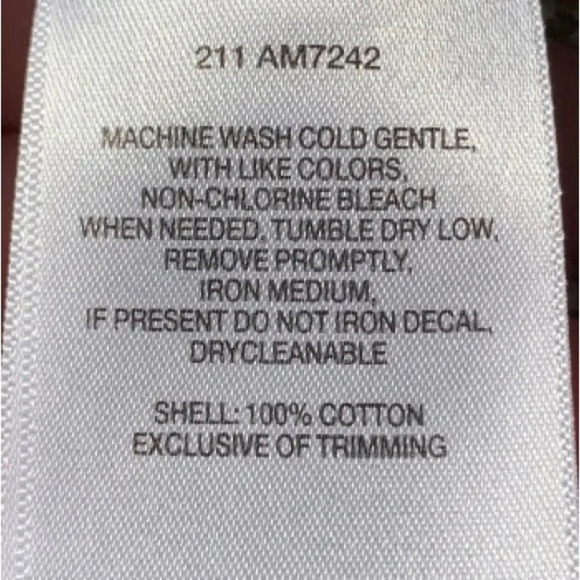 211 AM7242
MACHINE WASH COLD GENTLE,
WITH LIKE COLORS,
NON-CHLORINE BLEACH
WHEN NEEDED, TUMBLE DRY LOW,
REMOVE PROMPTLY,
IRON MEDIUM,
IF PRESENT DO NOT IRON DECAL,
DRYCLEANABLE
SHELL: 100% COTTON
EXCLUSIVE OF TRIMMING